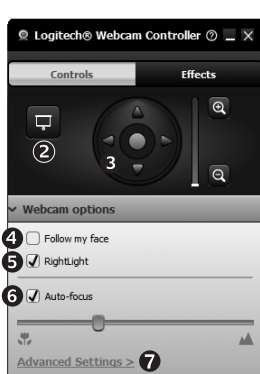 Logitech® Webcam Controller
Controls Effects
2
3
Webcam options
4 Follow my face
5 RightLight
6 Auto-focus
Advanced Settings > 7